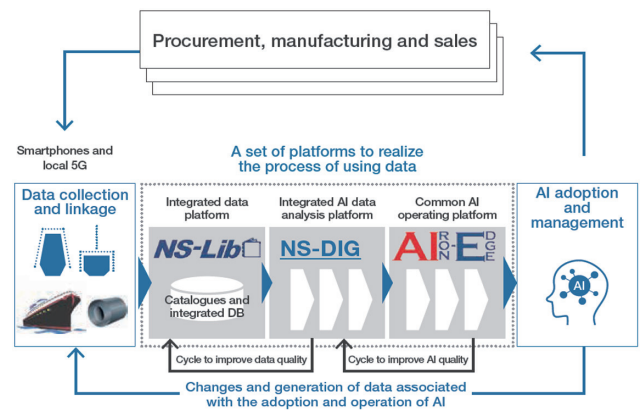 Procurement, manufacturing and sales
Smartphones and
local 5G
A set of platforms to realize
the process of using data
Data collection
and linkage
Integrated data
platform
NS-Lib
Catalogues and
integrated DB
Integrated AI data
analysis platform
NS-DIG
Common AI
operating platform
AIRON-EDGE
AI adoption
and
management
AI
Cycle to improve data quality
Cycle to improve AI quality
Changes and generation of data associated
with the adoption and operation of AI